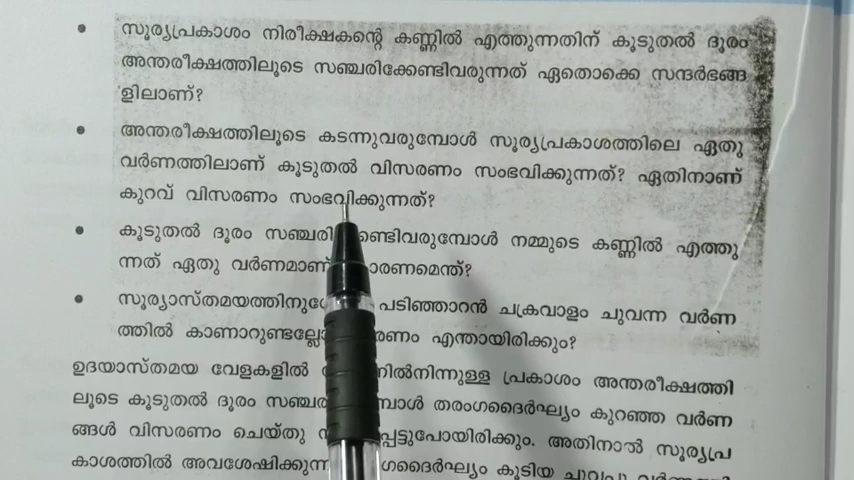 • സൂര്യപ്രകാശം നിരീക്ഷകന്റെ കണ്ണിൽ എത്തുന്നതിന് കൂടുതൽ ദൂരം
അന്തരീക്ഷത്തിലൂടെ സഞ്ചരിക്കേണ്ടിവരുന്നത് ഏതൊക്കെ സന്ദർഭങ്ങ
ളിലാണ്?
• അന്തരീക്ഷത്തിലൂടെ കടന്നുവരുമ്പോൾ സൂര്യപ്രകാശത്തിലെ ഏതു
വർണത്തിലാണ് കൂടുതൽ വിസരണം സംഭവിക്കുന്നത്? ഏതിനാണ്
കുറവ് വിസരണം സംഭവിക്കുന്നത്?
• കൂടുതൽ ദൂരം സഞ്ചരി ണ്ടിവരുമ്പോൾ നമ്മുടെ കണ്ണിൽ എത്തു
ന്നത് ഏതു വർണമാണ് ാരണമെന്ത്?
• സൂര്യാസ്തമയത്തിനു പടിഞ്ഞാറൻ ചക്രവാളം ചുവന്ന വർണ
ത്തിൽ കാണാറുണ്ടല്ലോ രണം എന്തായിരിക്കും?
ഉദയാസ്തമയ വേളകളിൽ നിൽനിന്നുള്ള പ്രകാശം അന്തരീക്ഷത്തി
ലൂടെ കൂടുതൽ ദൂരം സഞ്ചരി മ്പോൾ തരംഗദൈർഘ്യം കുറഞ്ഞ വർണ
ങ്ങൾ വിസരണം ചെയ്തു പ്പെട്ടുപോയിരിക്കും. അതിനാൽ സൂര്യപ്ര
കാശത്തിൽ അവശേഷിക്കുന്ന ഗദൈർഘ്യം കൂടിയ ചുവപ്പു